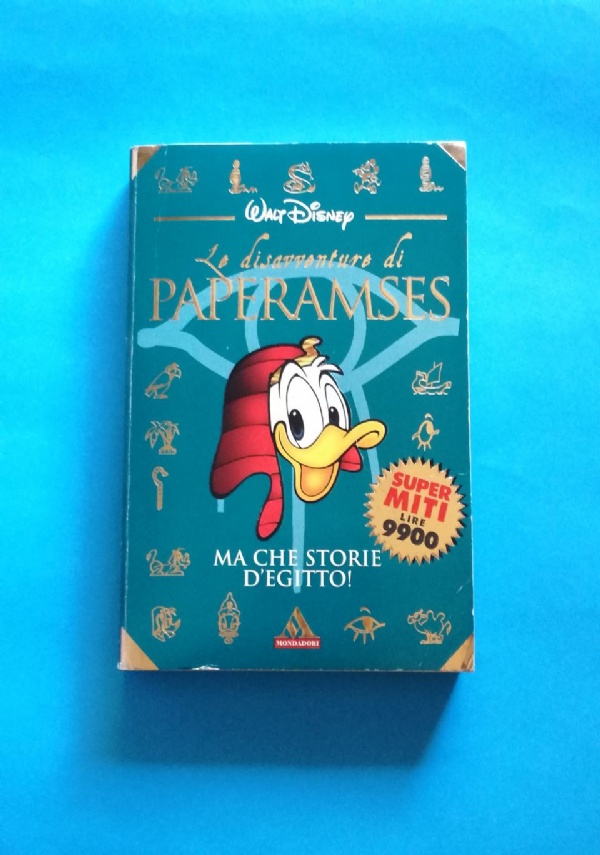 WALT DISNEY
Le disavventure di
PAPERAMSES
SUPER
MITI
LIRE
9900
MA CHE STORIE
D'EGITTO!
MONDADORI